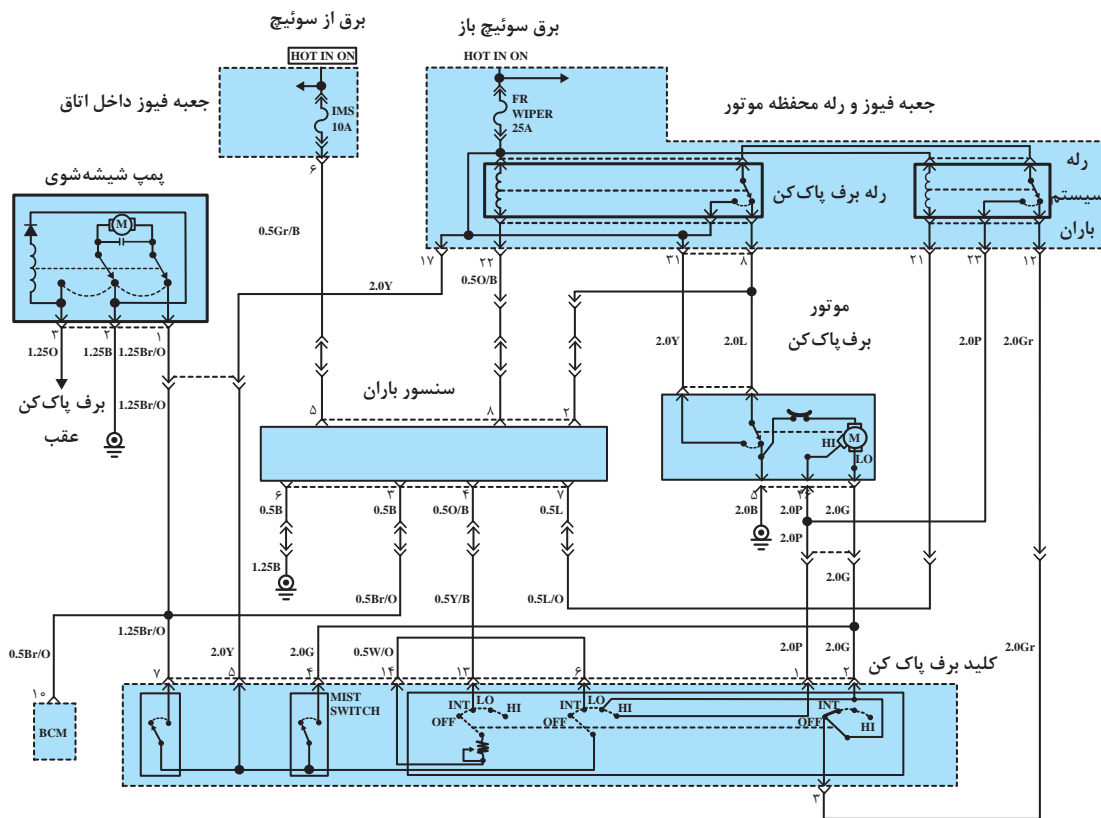 برق از سوئیچ
برق سوئیچ باز
HOT IN ON
HOT IN ON
جعبه فیوز داخل اتاق
IMS
10A
FR
WIPER
25A
جعبه فیوز و رله محفظه موتور
رله
سیستم
باران
رله برف پاک‌کن
۶
پمپ شیشه‌شوی
M
0.5Gr/B
۱۷
۲۲
۳۱
۸
۲۱
۲۳
۱۲
2.0Y
0.5O/B
موتور
برف‌پاک‌کن
۳
۲
۱
1.25O
1.25B
1.25Br/O
2.0Y
2.0L
2.0P
2.0Gr
برف پاک‌کن
عقب
1.25Br/O
سنسور باران
۵
۸
۲
M
HI
LO
۶
۳
۴
۷
۵
0.5B
0.5B
0.5O/B
0.5L
2.0B
2.0P
2.0G
2.0P
1.25B
2.0G
0.5Br/O
0.5Y/B
0.5L/O
0.5Br/O
1.25Br/O
2.0Y
2.0G
0.5W/O
2.0P
2.0G
2.0Gr
کلید برف پاک کن
۷
۵
۴
۱۴
۱۳
۶
۱
۲
۱۰
BCM
MIST
SWITCH
OFF
INT
LO
HI
OFF
INT
LO
HI
OFF
INT
HI
۳